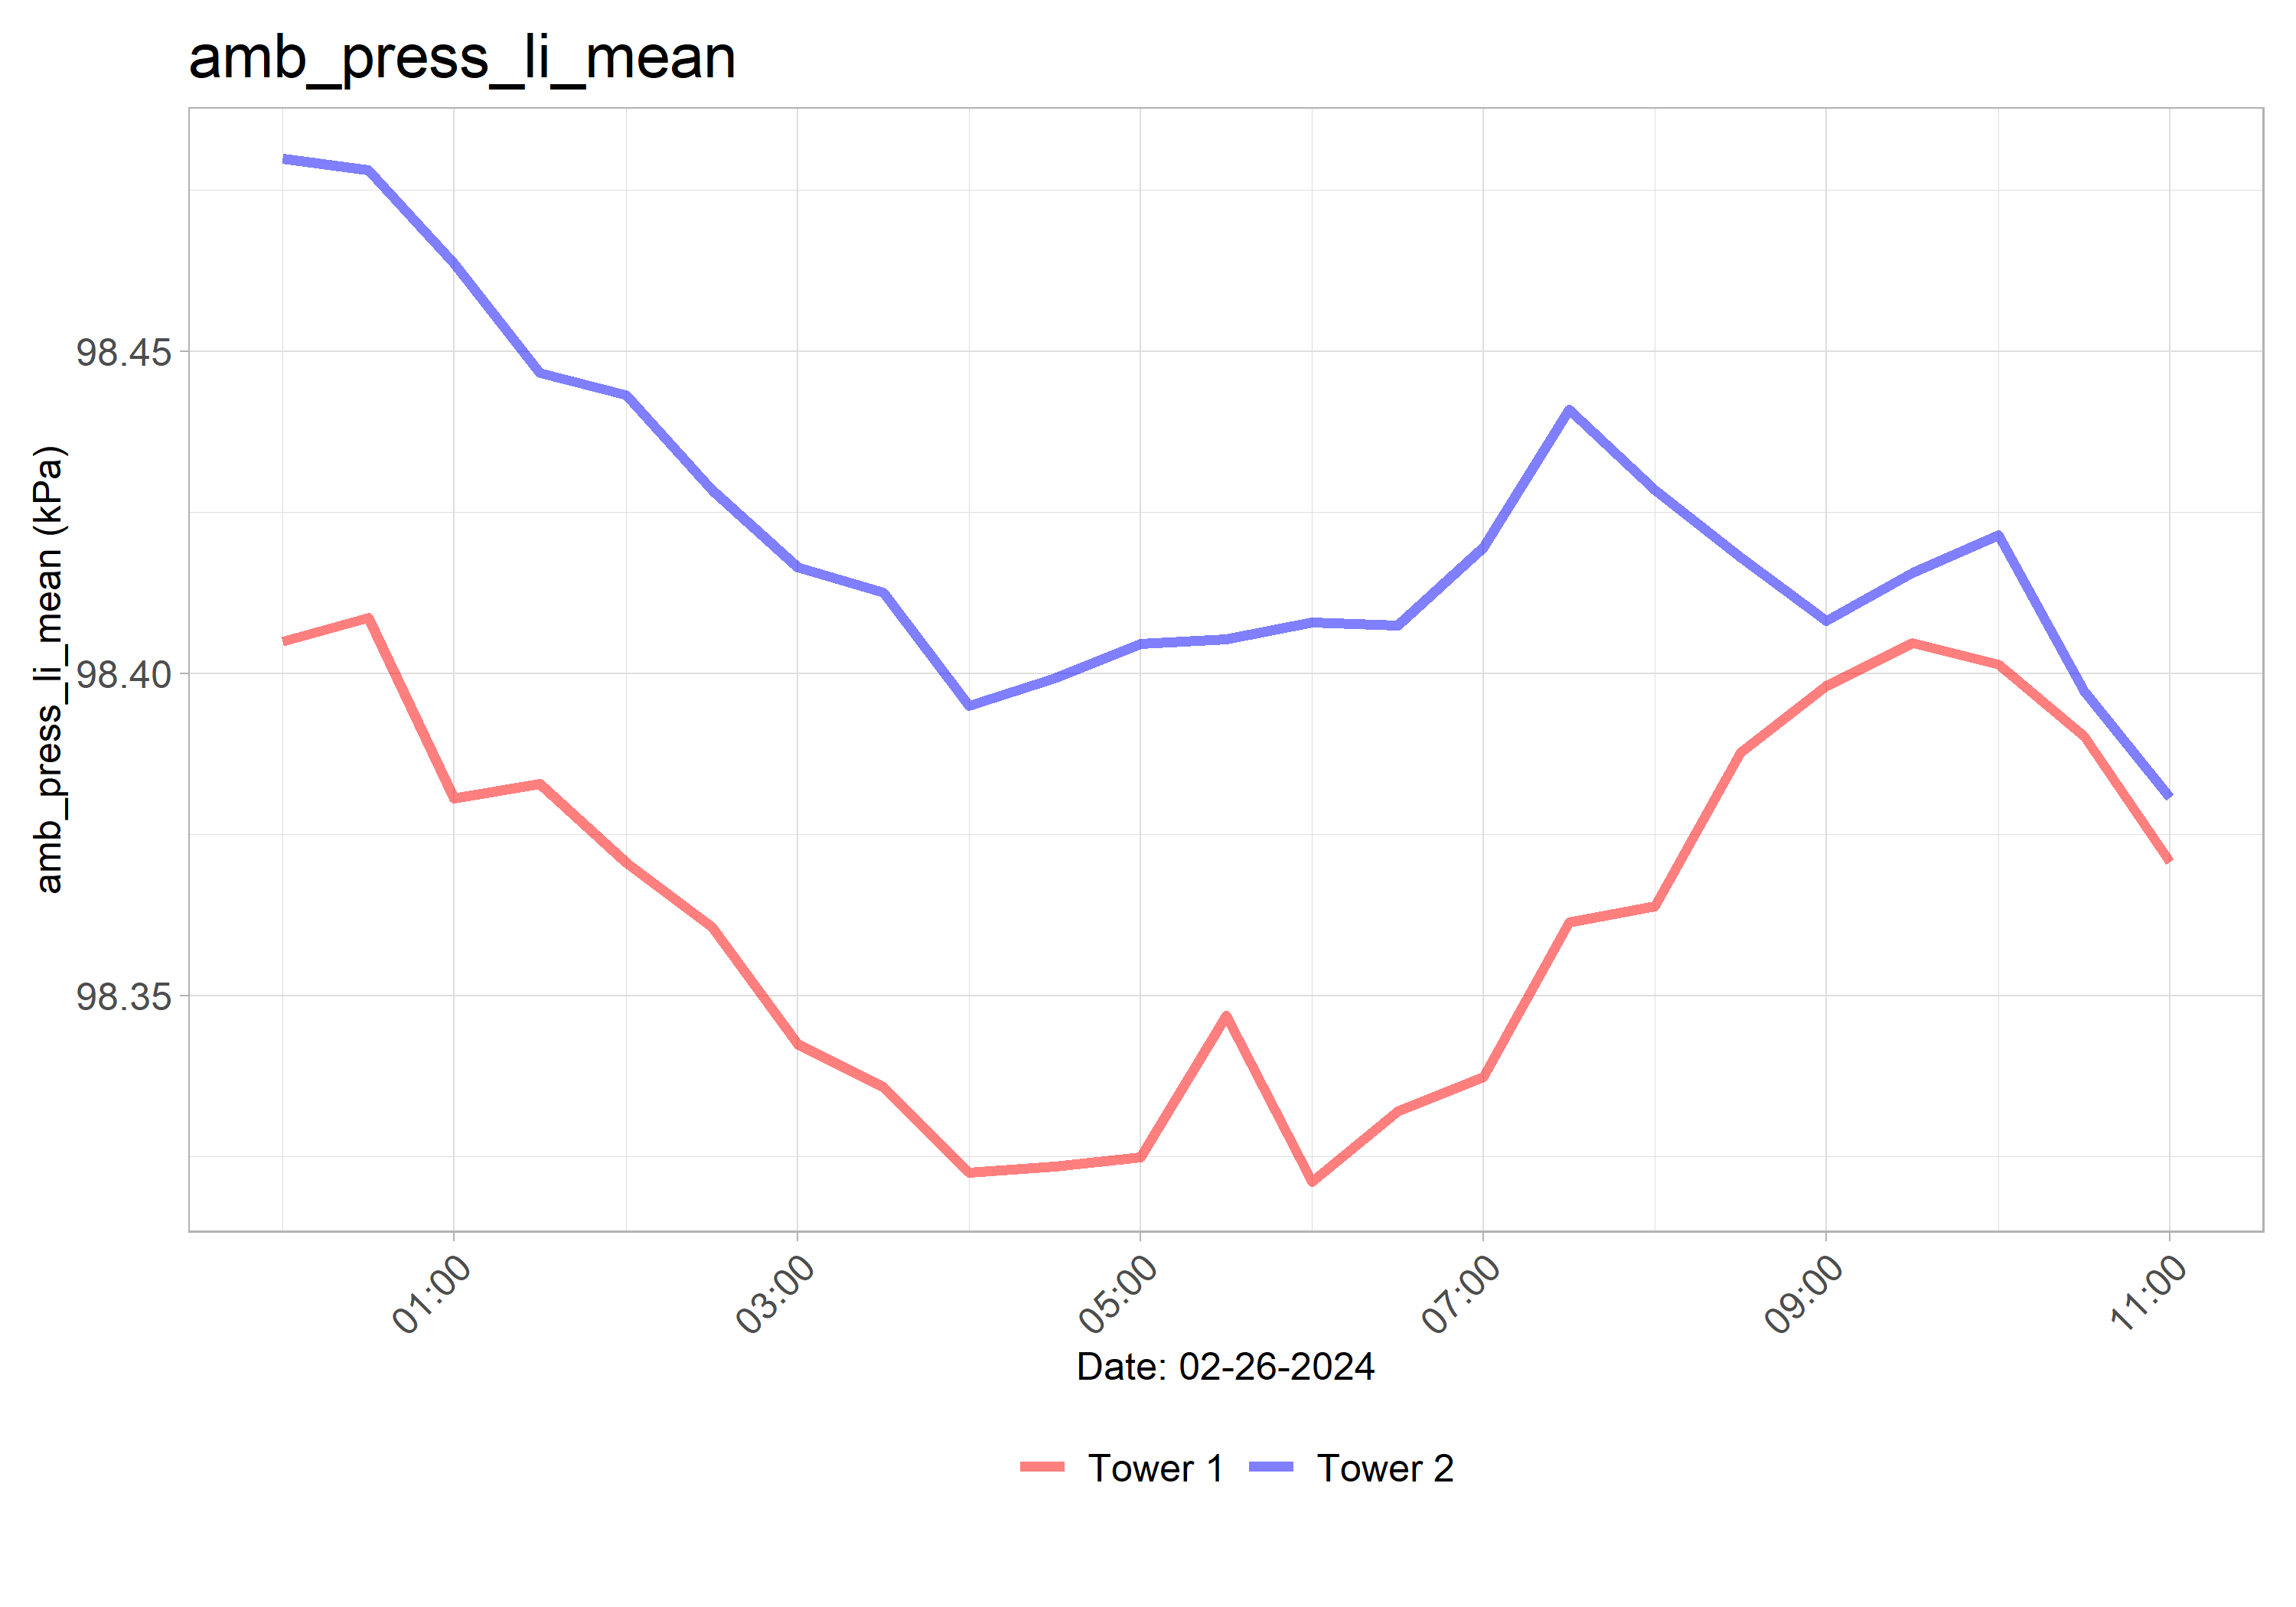 amb_press_li_mean
amb_press_li_mean (kPa)
98.45
98.40
98.35
01:00
03:00
05:00
07:00
09:00
11:00
Date: 02-26-2024
Tower 1
Tower 2